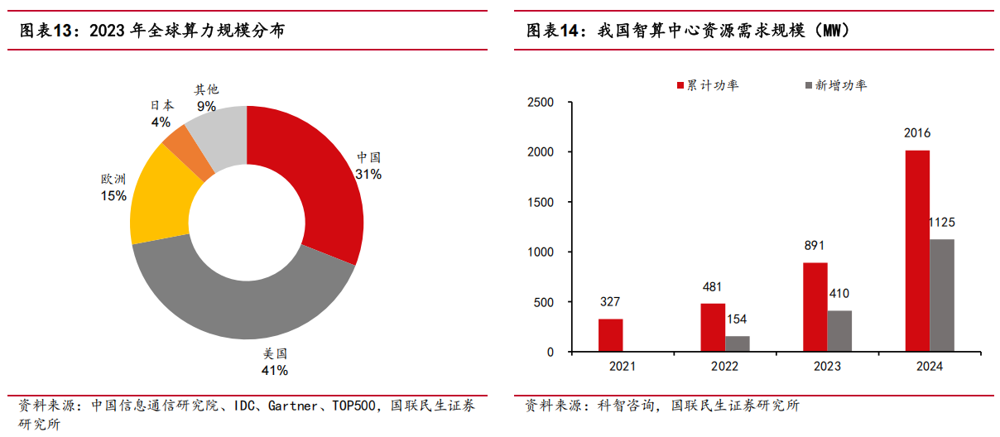 图表13：2023 年全球算力规模分布
其他
9%
日本
4%
中国
31%
欧洲
15%
美国
41%
资料来源：中国信息通信研究院、IDC、Gartner、TOP500，国联民生证券
研究所
图表14：我国智算中心资源需求规模（MW）
累计功率 新增功率
2500
2000
1500
1000
500
0
327
481
154
891
410
2016
1125
2021 2022 2023 2024
资料来源：科智咨询，国联民生证券研究所